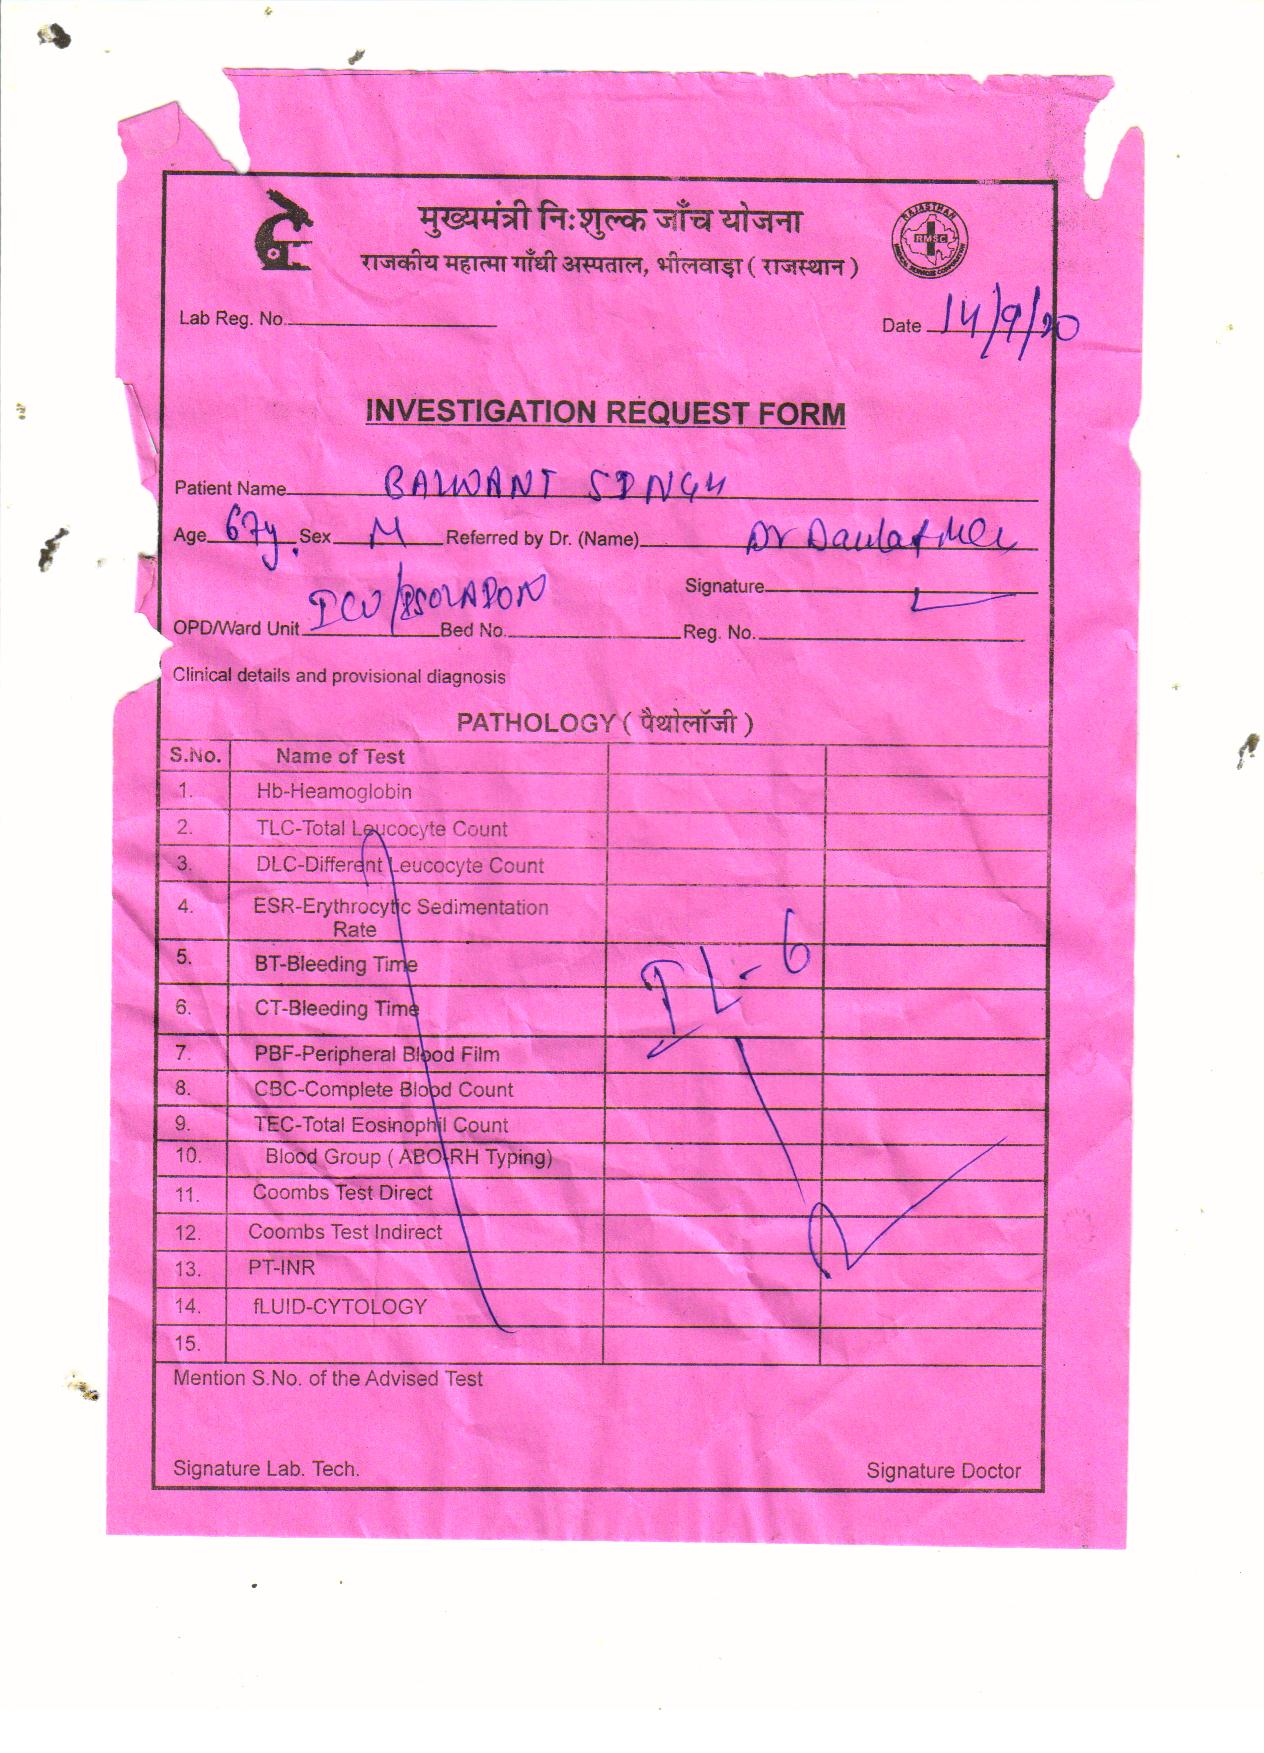 मुख्यमंत्री निःशुल्क जाँच योजना
राजकीय महात्मा गाँधी अस्पताल, भीलवाड़ा ( राजस्थान )
RAJASTHAN
RMSC
MEDICAL SERVICES CORPORATION
Lab Reg. No. Date 14/9/20
INVESTIGATION REQUEST FORM
Patient Name BALWANT SINGH
Age 67y. Sex M Referred by Dr. (Name) Dr Daulat
Signature
OPD/Ward Unit ICU/ISOLATION Bed No. Reg. No.
Clinical details and provisional diagnosis
PATHOLOGY ( पैथोलॉजी )
S.No. Name of Test
1. Hb-Heamoglobin
2. TLC-Total Leucocyte Count
3. DLC-Different Leucocyte Count
4. ESR-Erythrocytic Sedimentation
Rate
5. BT-Bleeding Time
IL-6
6. CT-Bleeding Time
7. PBF-Peripheral Blood Film
8. CBC-Complete Blood Count
9. TEC-Total Eosinophil Count
10. Blood Group ( ABO-RH Typing)
11. Coombs Test Direct
12. Coombs Test Indirect
13. PT-INR
14. fLUID-CYTOLOGY
15.
Mention S.No. of the Advised Test
Signature Lab. Tech. Signature Doctor